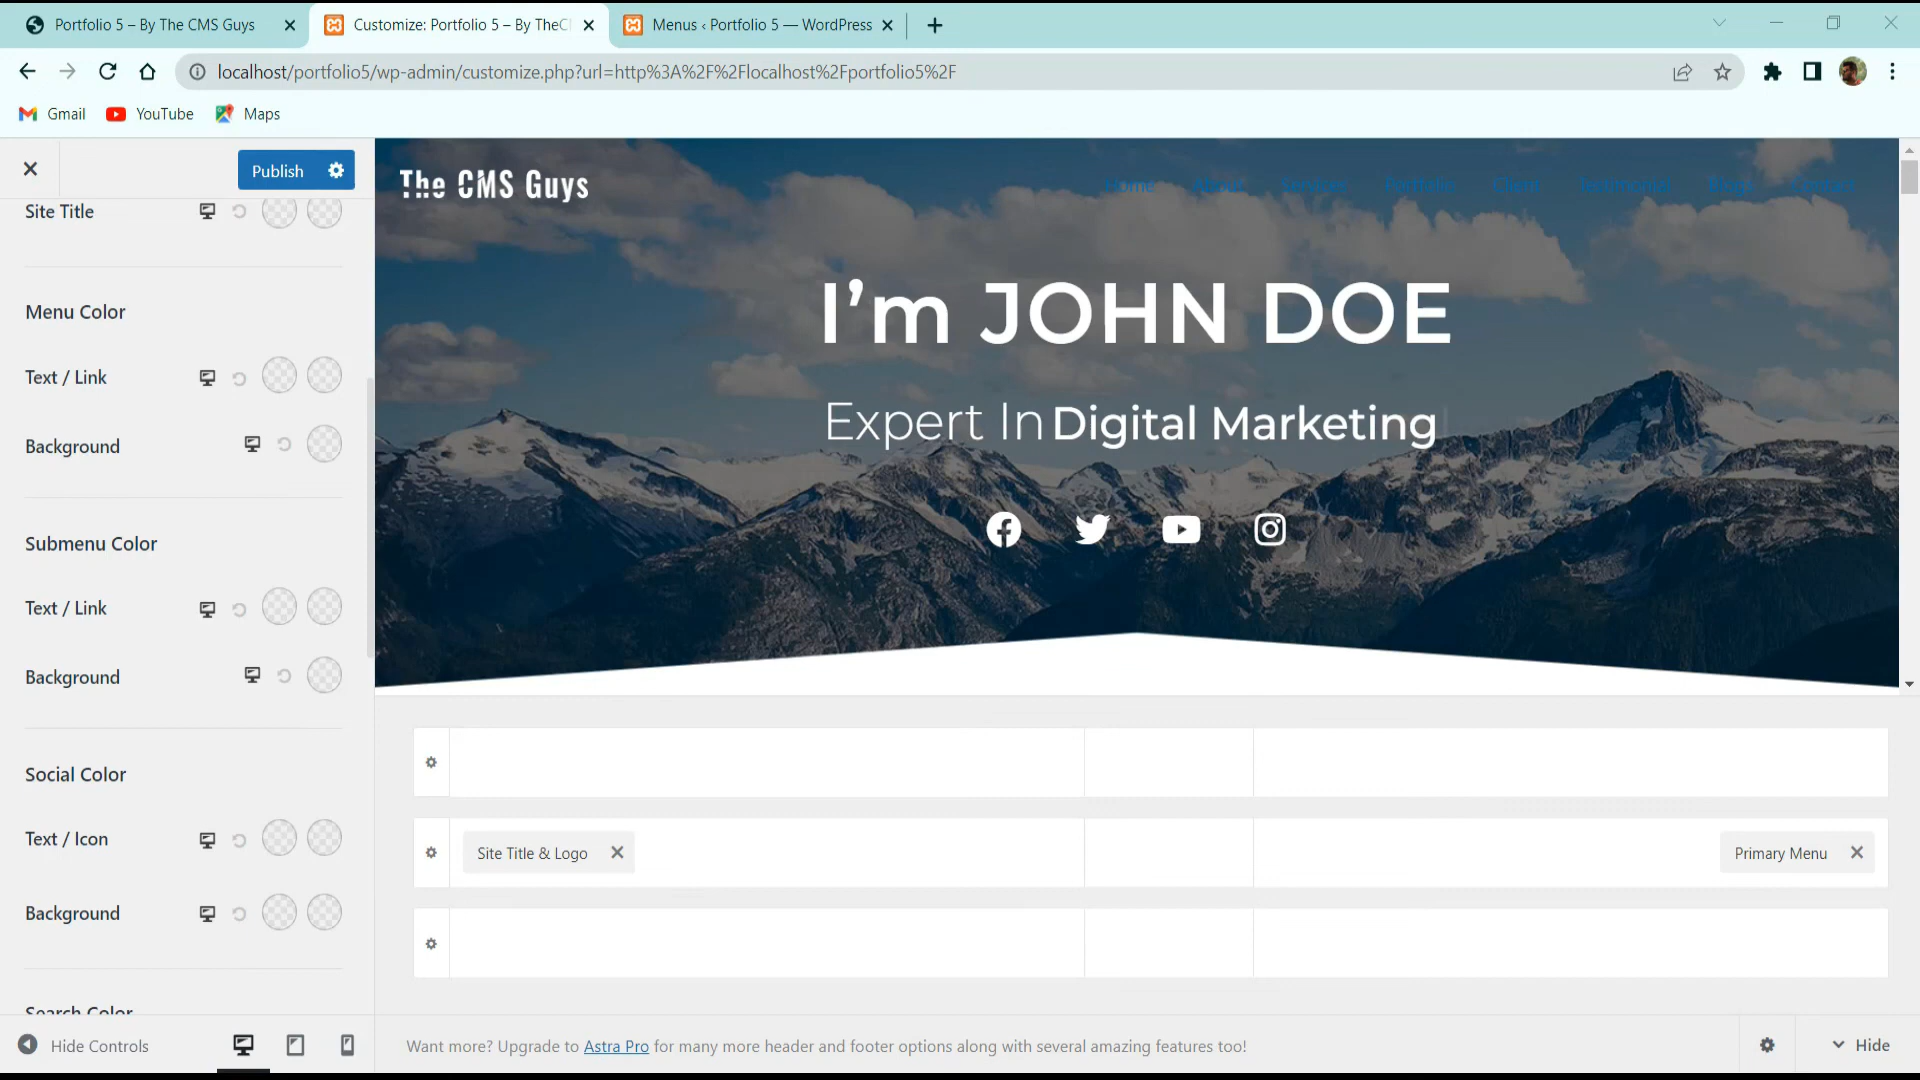 Portfolio 5 – By The CMS Guys
Customize: Portfolio 5 – By TheC
Menus ‹ Portfolio 5 — WordPress
localhost/portfolio5/wp-admin/customize.php?url=http%3A%2F%2Flocalhost%2Fportfolio5%2F
Gmail
YouTube
Maps
Publish
Site Title
Menu Color
Text / Link
Background
Submenu Color
Text / Link
Background
Social Color
Text / Icon
Background
Search Color
Hide Controls
The CMS Guys
Home
About
Services
Portfolio
Client
Testimonial
Blogs
Contact
I'm JOHN DOE
Expert In Digital Marketing
Site Title & Logo
Primary Menu
Want more? Upgrade to Astra Pro for many more header and footer options along with several amazing features too!
Hide